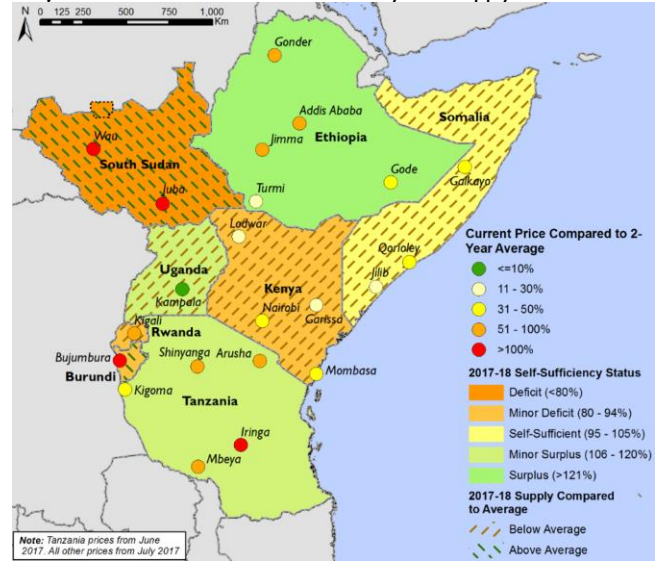 N
0 125 250 500 750 1,000
Km
Gonder
Addis Ababa
Somalia
Wau
Jimma
Ethiopia
South Sudan
Gode
Galkayo
Juba
Turmi
Lodwar
Current Price Compared to 2-
Year Average
Qorioley
<=10%
Uganda
Jilib
11 - 30%
Kenya
31 - 50%
Kampala
51 - 100%
Nairobi
Garissa
>100%
Kigali
Rwanda
Bujumbura
Shinyanga
Arusha
Mombasa
2017-18 Self-Sufficiency Status
Burundi
Deficit (<80%)
Kigoma
Tanzania
Minor Deficit (80 - 94%)
Self-Sufficient (95 - 105%)
Iringa
Minor Surplus (106 - 120%)
Mbeya
Surplus (>121%)
2017-18 Supply Compared
to Average
Below Average
Above Average
Note: Tanzania prices from June
2017. All other prices from July 2017